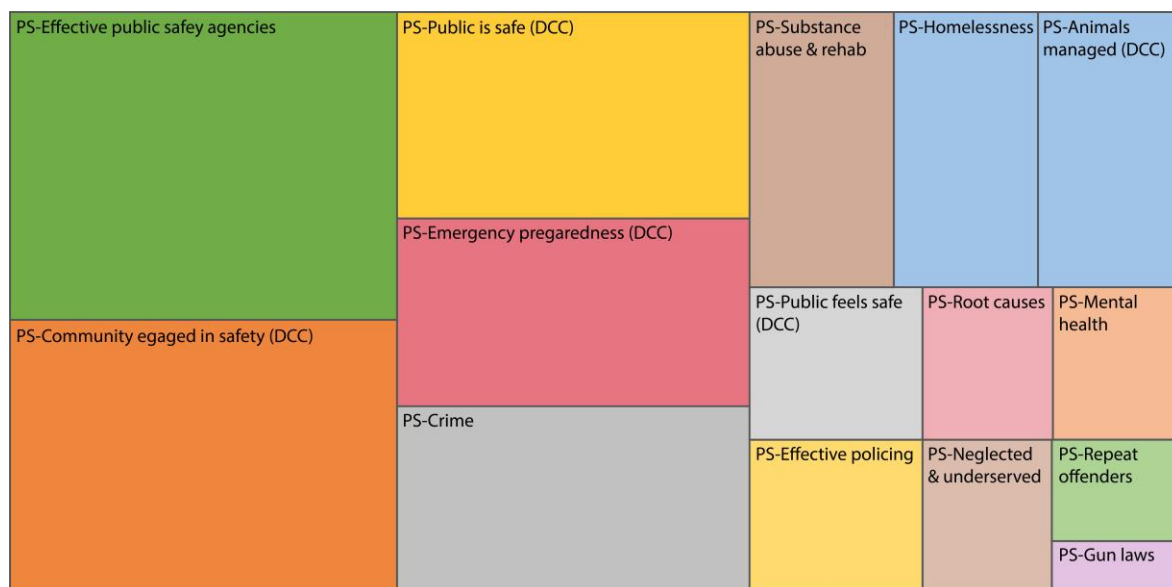 PS-Effective public safey agencies
PS-Community egaged in safety (DCC)
PS-Public is safe (DCC)
PS-Emergency pregaredness (DCC)
PS-Crime
PS-Substance
abuse & rehab
PS-Homelessness
PS-Animals
managed (DCC)
PS-Public feels safe
(DCC)
PS-Root causes
PS-Mental
health
PS-Effective policing
PS-Neglected
& underserved
PS-Repeat
offenders
PS-Gun laws